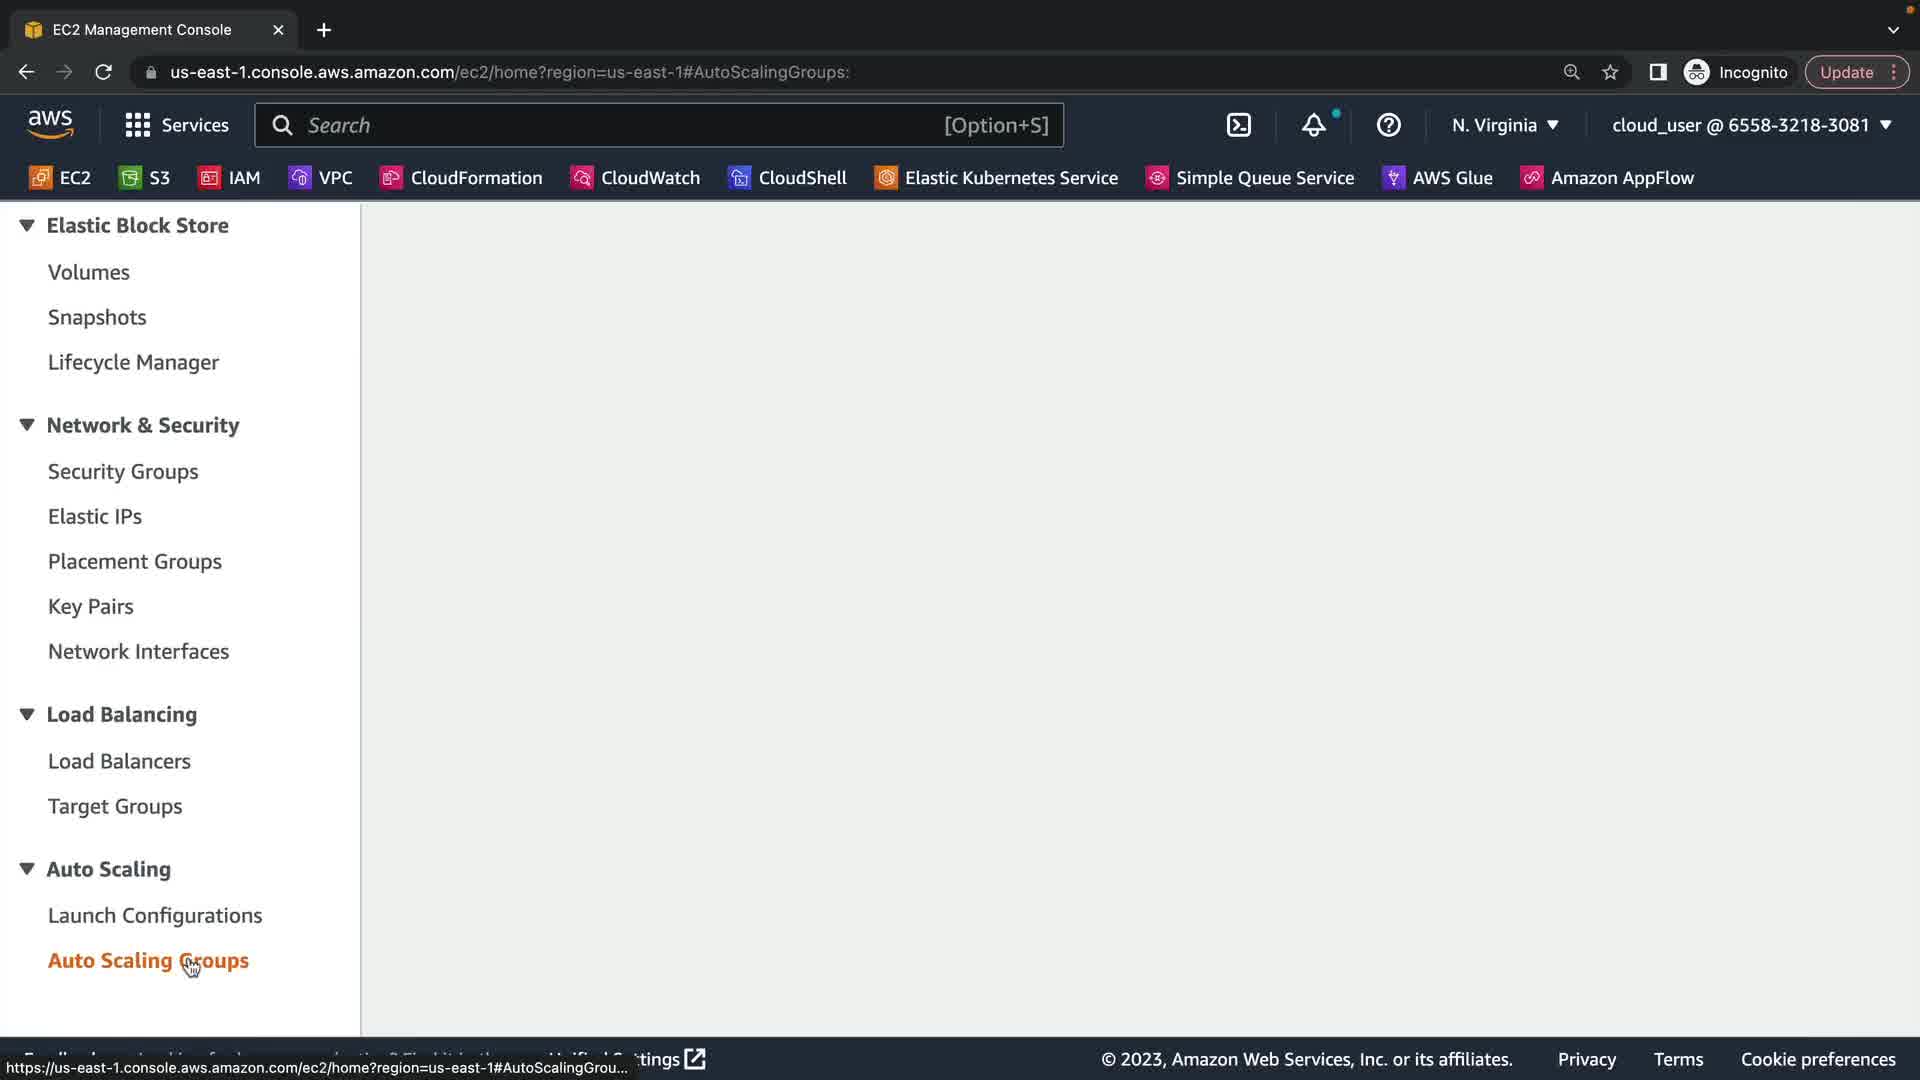 EC2 Management Console
us-east-1.console.aws.amazon.com/ec2/home?region=us-east-1#AutoScalingGroups:
Incognito
Update
aws
Services
Search
[Option+S]
N. Virginia
cloud_user @ 6558-3218-3081
EC2
S3
IAM
VPC
CloudFormation
CloudWatch
CloudShell
Elastic Kubernetes Service
Simple Queue Service
AWS Glue
Amazon AppFlow
Elastic Block Store
Volumes
Snapshots
Lifecycle Manager
Network & Security
Security Groups
Elastic IPs
Placement Groups
Key Pairs
Network Interfaces
Load Balancing
Load Balancers
Target Groups
Auto Scaling
Launch Configurations
Auto Scaling Groups
© 2023, Amazon Web Services, Inc. or its affiliates.
Privacy
Terms
Cookie preferences
https://us-east-1.console.aws.amazon.com/ec2/home?region=us-east-1#AutoScalingGrou...